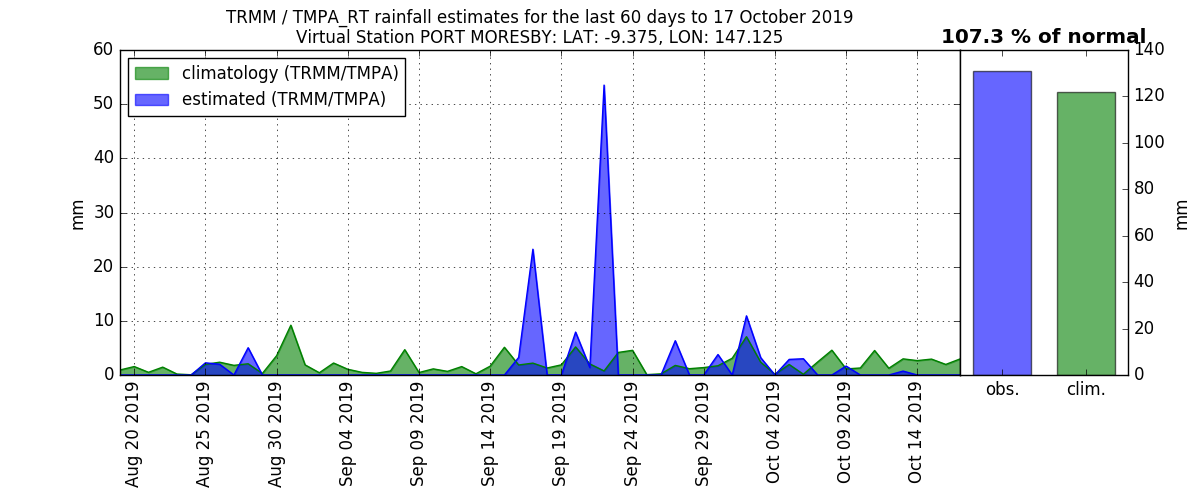 TRMM / TMPA_RT rainfall estimates for the last 60 days to 17 October 2019
Virtual Station PORT MORESBY: LAT: -9.375, LON: 147.125
107.3 % of normal
climatology (TRMM/TMPA)
estimated (TRMM/TMPA)
mm
60
50
40
30
20
10
0
Aug 20 2019
Aug 25 2019
Aug 30 2019
Sep 04 2019
Sep 09 2019
Sep 14 2019
Sep 19 2019
Sep 24 2019
Sep 29 2019
Oct 04 2019
Oct 09 2019
Oct 14 2019
140
120
100
80
60
40
20
0
mm
obs.
clim.